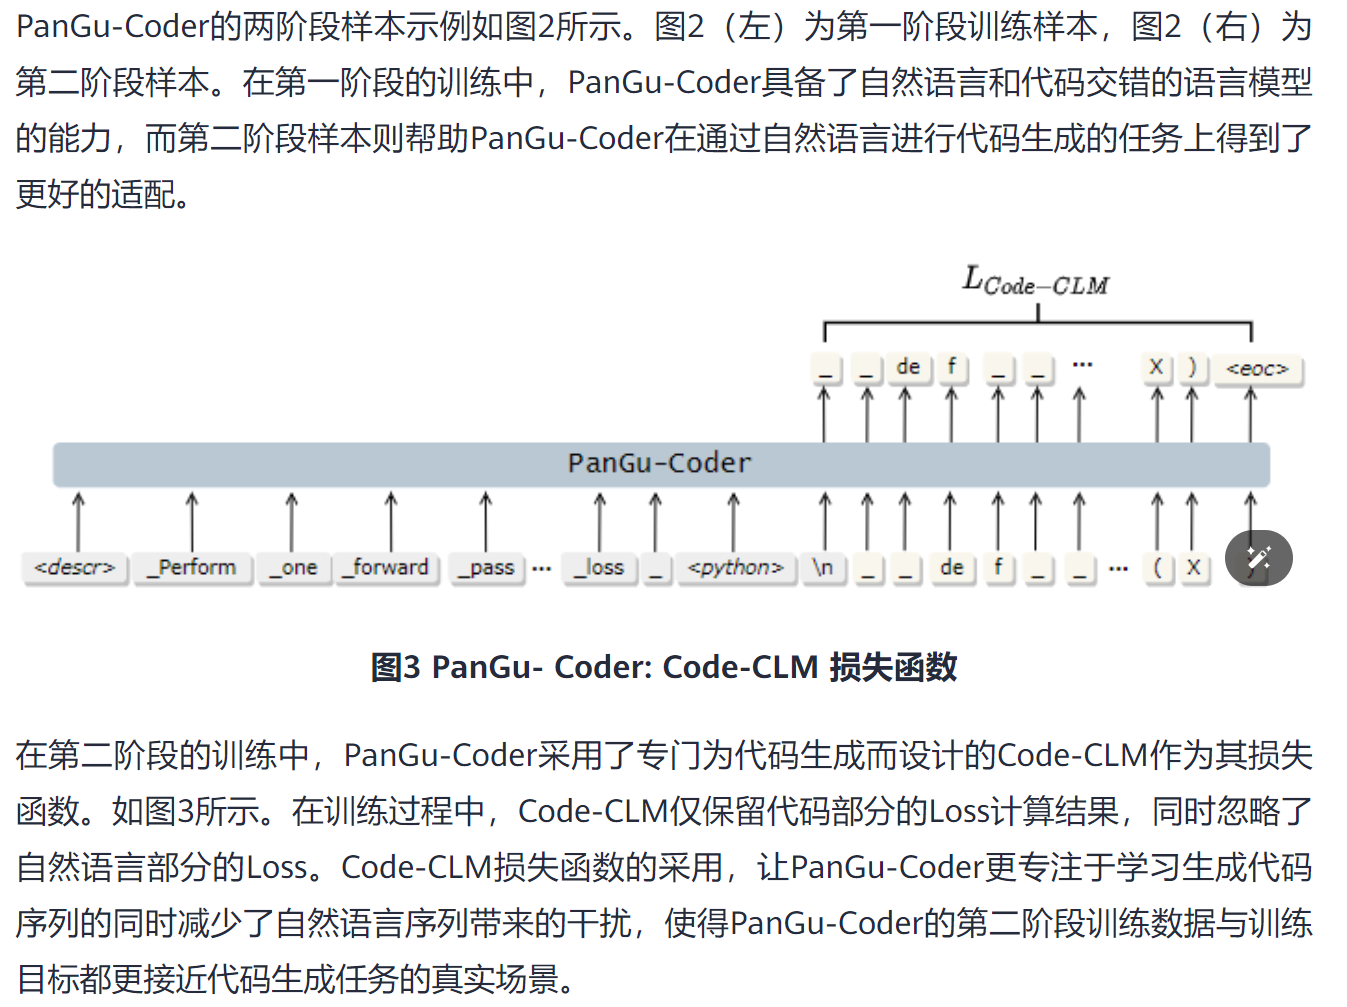 PanGu-Coder的两阶段样本示例如图2所示。图2（左）为第一阶段训练样本，图2（右）为
第二阶段样本。在第一阶段的训练中，PanGu-Coder具备了自然语言和代码交错的语言模型
的能力，而第二阶段样本则帮助PanGu-Coder在通过自然语言进行代码生成的任务上得到了
更好的适配。
L_{Code-CLM}
_ _ de f _ _ ... X ) <eoc>
PanGu-Coder
<descr> _Perform _one _forward _pass ... _loss _ <python> \n _ _ de f _ _ ... ( X )
图3 PanGu- Coder: Code-CLM 损失函数
在第二阶段的训练中，PanGu-Coder采用了专门为代码生成而设计的Code-CLM作为其损失
函数。如图3所示。在训练过程中，Code-CLM仅保留代码部分的Loss计算结果，同时忽略了
自然语言部分的Loss。Code-CLM损失函数的采用，让PanGu-Coder更专注于学习生成代码
序列的同时减少了自然语言序列带来的干扰，使得PanGu-Coder的第二阶段训练数据与训练
目标都更接近代码生成任务的真实场景。